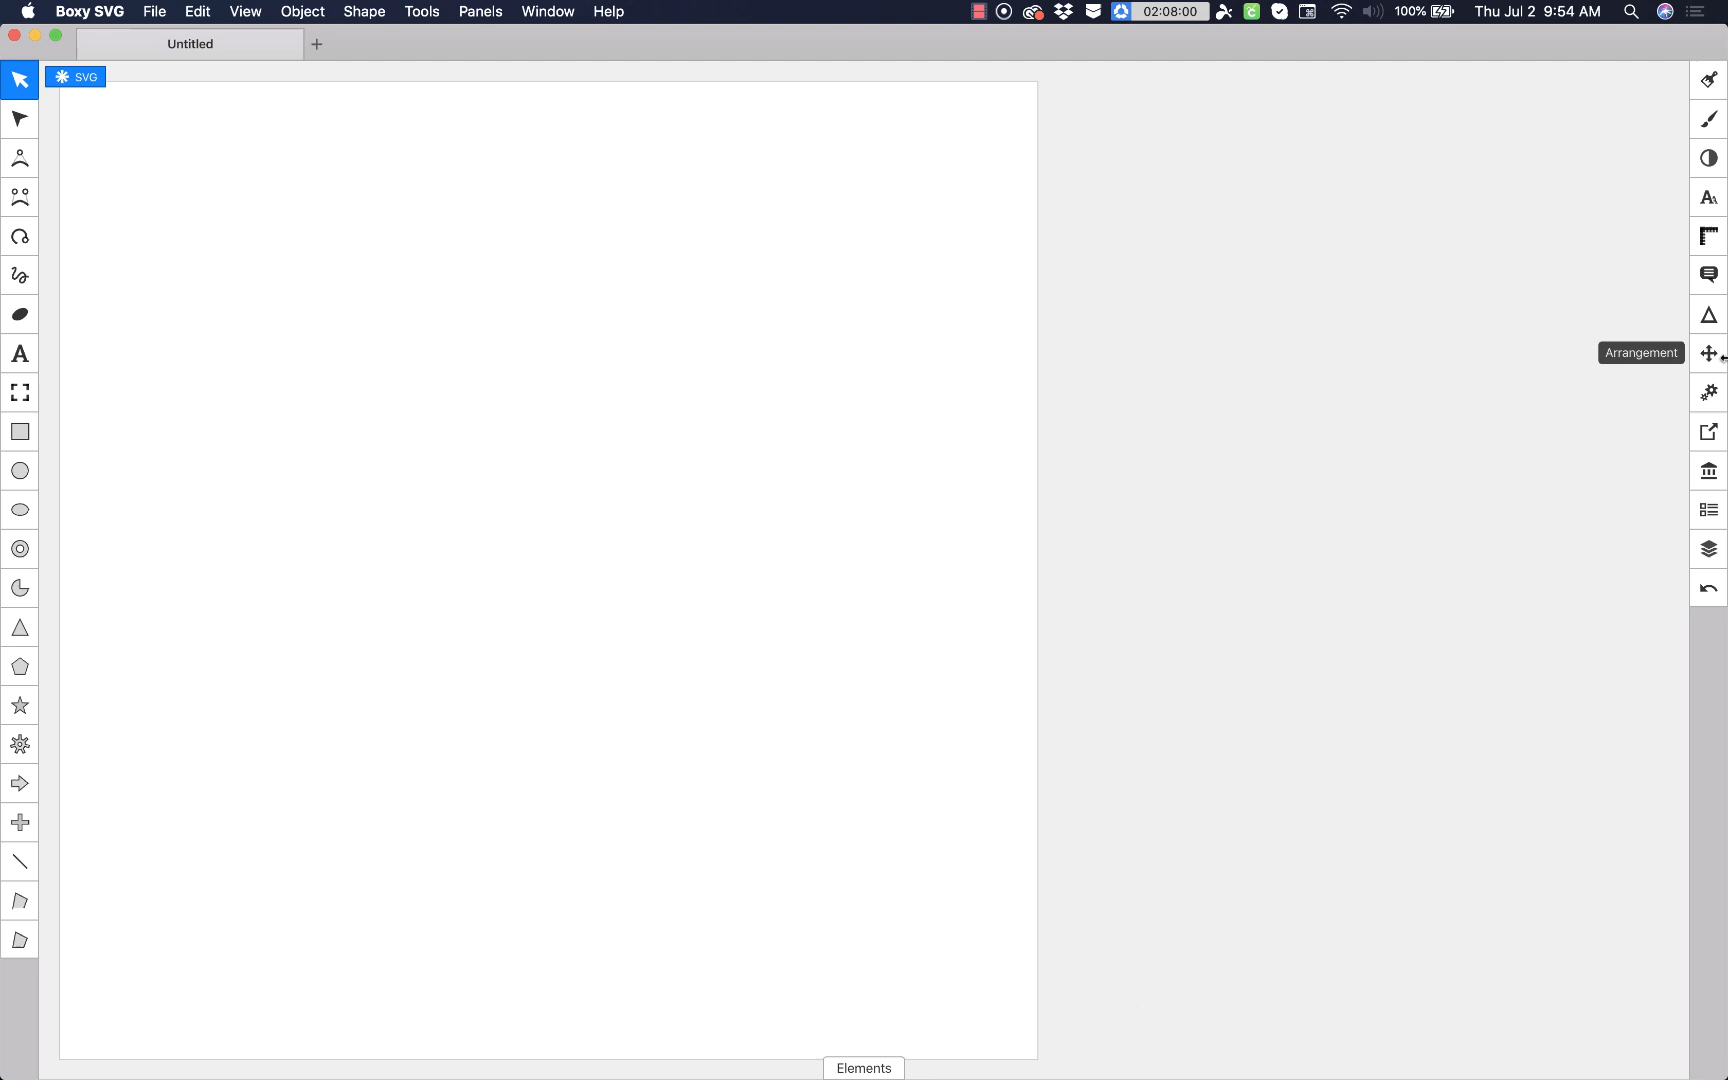 Boxy SVG File Edit View Object Shape Tools Panels Window Help 02:08:00 100% Thu Jul 2 9:54 AM
Untitled
SVG
Arrangement
Elements